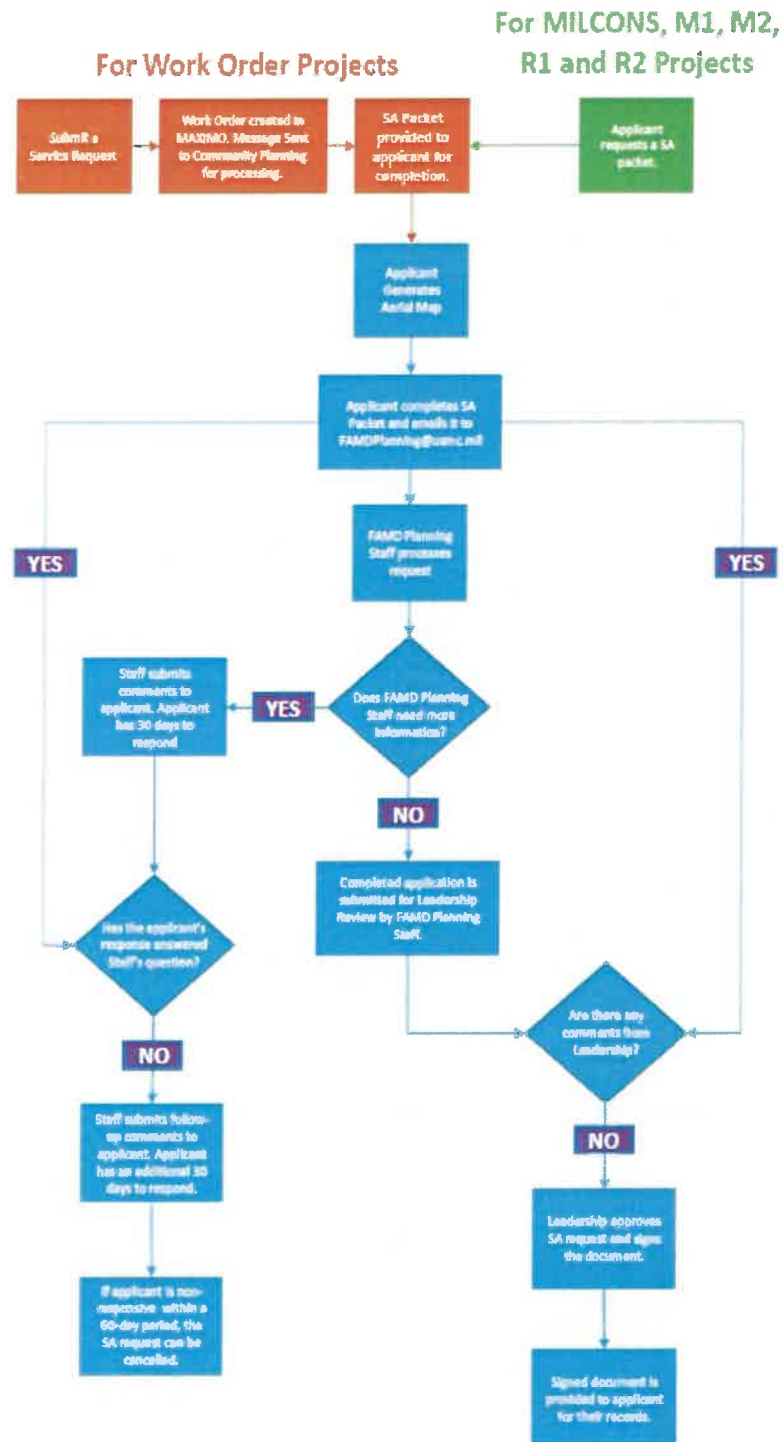 For Work Order Projects
For MILCONS, M1, M2,
R1 and R2 Projects
Submit a
Service Request
Work Order created in
MAXIMO. Message Sent
to Community Planning
for processing.
SA Packet
provided to
applicant for
completion.
Applicant
requests a SA
packet.
Applicant
Generates
Aerial Map
Applicant completes SA
Packet and emails it to
FAMDPlanning@usmc.mil
FAMD Planning
Staff processes
request
YES
YES
Staff submits
comments to
applicant. Applicant
has 30 days to
respond
YES
Does FAMD Planning
Staff need more
information?
NO
Completed application is
submitted for Leadership
Review by FAMD Planning
Staff.
Has the applicant's
response answered
Staff's question?
Are there any
comments from
Leadership?
NO
NO
Staff submits follow-
up comments to
applicant. Applicant
has an additional 30
days to respond.
Leadership approves
SA request and signs
the document.
If applicant is non-
responsive within a
60-day period, the
SA request can be
cancelled.
Signed document is
provided to applicant
for their records.